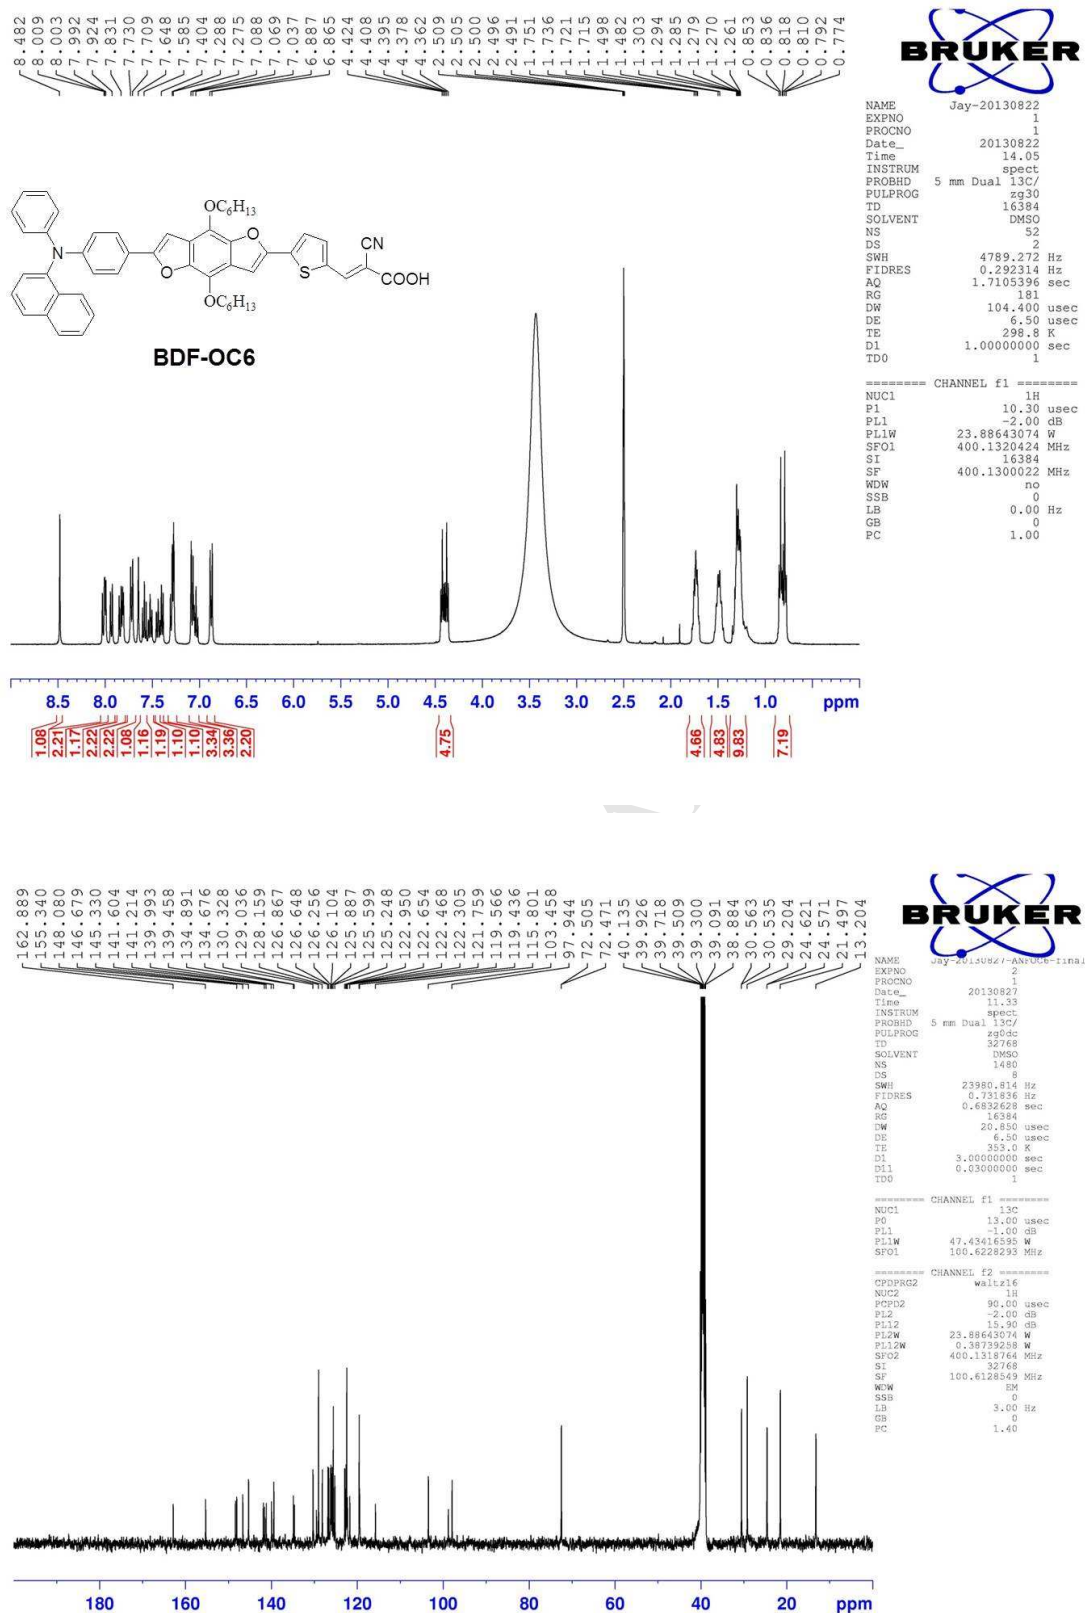 8.482
8.009
8.003
7.992
7.924
7.831
7.730
7.709
7.648
7.585
7.404
7.288
7.275
7.088
7.069
7.037
6.887
6.865
4.424
4.408
4.395
4.378
4.362
2.509
2.505
2.500
2.496
2.491
1.751
1.736
1.721
1.715
1.498
1.482
1.303
1.294
1.285
1.279
1.270
1.261
0.853
0.836
0.818
0.810
0.792
0.774
BRUKER
NAME Jay-20130822
EXPNO 1
PROCNO 1
Date_ 20130822
Time 14.05
INSTRUM spect
PROBHD 5 mm Dual 13C/
PULPROG zg30
TD 16384
SOLVENT DMSO
NS 52
DS 2
SWH 4789.272 Hz
FIDRES 0.292314 Hz
AQ 1.7105396 sec
RG 181
DW 104.400 usec
DE 6.50 usec
TE 298.8 K
D1 1.00000000 sec
TD0 1
======== CHANNEL f1 ========
NUC1 1H
P1 10.30 usec
PL1 -2.00 dB
PL1W 23.88643074 W
SFO1 400.1320424 MHz
SI 16384
SF 400.1300022 MHz
WDW no
SSB 0
LB 0.00 Hz
GB 0
PC 1.00
OC6H13
N
O
O
S
CN
COOH
OC6H13
BDF-OC6
8.5 8.0 7.5 7.0 6.5 6.0 5.5 5.0 4.5 4.0 3.5 3.0 2.5 2.0 1.5 1.0 ppm
1.08
2.21
1.17
2.22
2.22
1.08
1.16
1.19
1.10
1.10
3.34
3.36
2.20
4.75
4.66
4.83
9.83
7.19
162.889
155.340
148.080
146.679
145.330
141.604
141.214
139.993
139.458
134.891
134.676
130.328
129.036
128.159
126.867
126.648
126.256
126.104
125.887
125.599
125.248
122.950
122.654
122.468
122.305
121.759
119.566
119.436
115.801
103.458
97.944
72.505
72.471
40.135
39.926
39.718
39.509
39.300
39.091
38.884
30.563
30.535
29.204
24.621
24.571
21.497
13.204
BRUKER
NAME Jay-20130827-ANFOC6-final
EXPNO 2
PROCNO 1
Date_ 20130827
Time 11.33
INSTRUM spect
PROBHD 5 mm Dual 13C/
PULPROG zg0dc
TD 32768
SOLVENT DMSO
NS 1480
DS 8
SWH 23980.814 Hz
FIDRES 0.731836 Hz
AQ 0.6832628 sec
RG 16384
DW 20.850 usec
DE 6.50 usec
TE 353.0 K
D1 3.00000000 sec
D11 0.03000000 sec
TD0 1
======== CHANNEL f1 ========
NUC1 13C
P0 13.00 usec
PL1 -1.00 dB
PL1W 47.43416595 W
SFO1 100.6228293 MHz
======== CHANNEL f2 ========
CPDPRG2 waltz16
NUC2 1H
PCPD2 90.00 usec
PL2 -2.00 dB
PL12 15.90 dB
PL2W 23.88643074 W
PL12W 0.38739258 W
SFO2 400.1318764 MHz
SI 32768
SF 100.6128549 MHz
WDW EM
SSB 0
LB 3.00 Hz
GB 0
PC 1.40
180 160 140 120 100 80 60 40 20 ppm